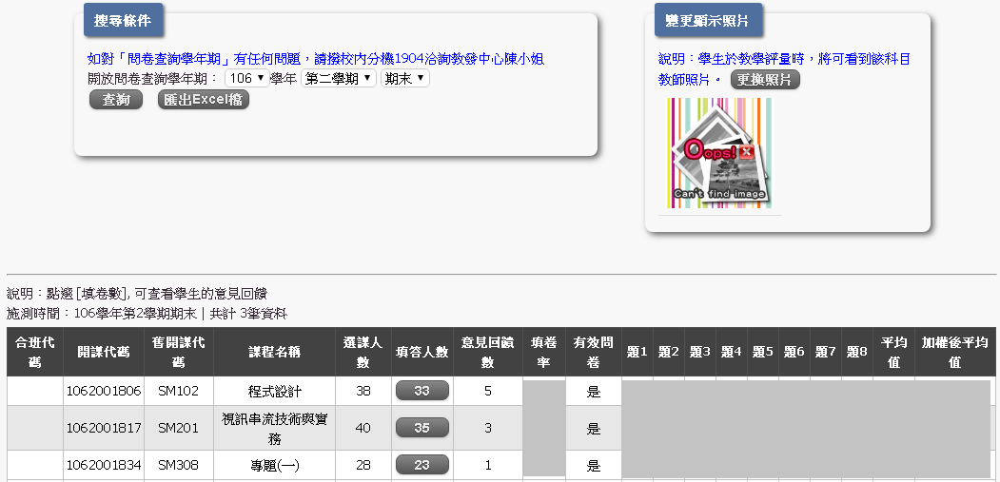 搜尋條件
如對「問卷查詢學年期」有任何問題，請撥校內分機1904洽詢教發中心陳小姐
開放問卷查詢學年期： 106 學年 第二學期 期末
查詢 匯出Excel檔
變更顯示照片
說明：學生於教學評量時，將可看到該科目
教師照片。 更換照片
Oops!
Can't find image
說明：點選 [填卷數], 可查看學生的意見回饋
施測時間：106學年第2學期期末 | 共計 3筆資料
合班代碼 開課代碼 舊開課代碼 課程名稱 選課人數 填答人數 意見回饋數 填卷率 有效問卷 題1 題2 題3 題4 題5 題6 題7 題8 平均值 加權後平均值
1062001806 SM102 程式設計 38 33 5 是
1062001817 SM201 視訊串流技術與實務 40 35 3 是
1062001834 SM308 專題(一) 28 23 1 是